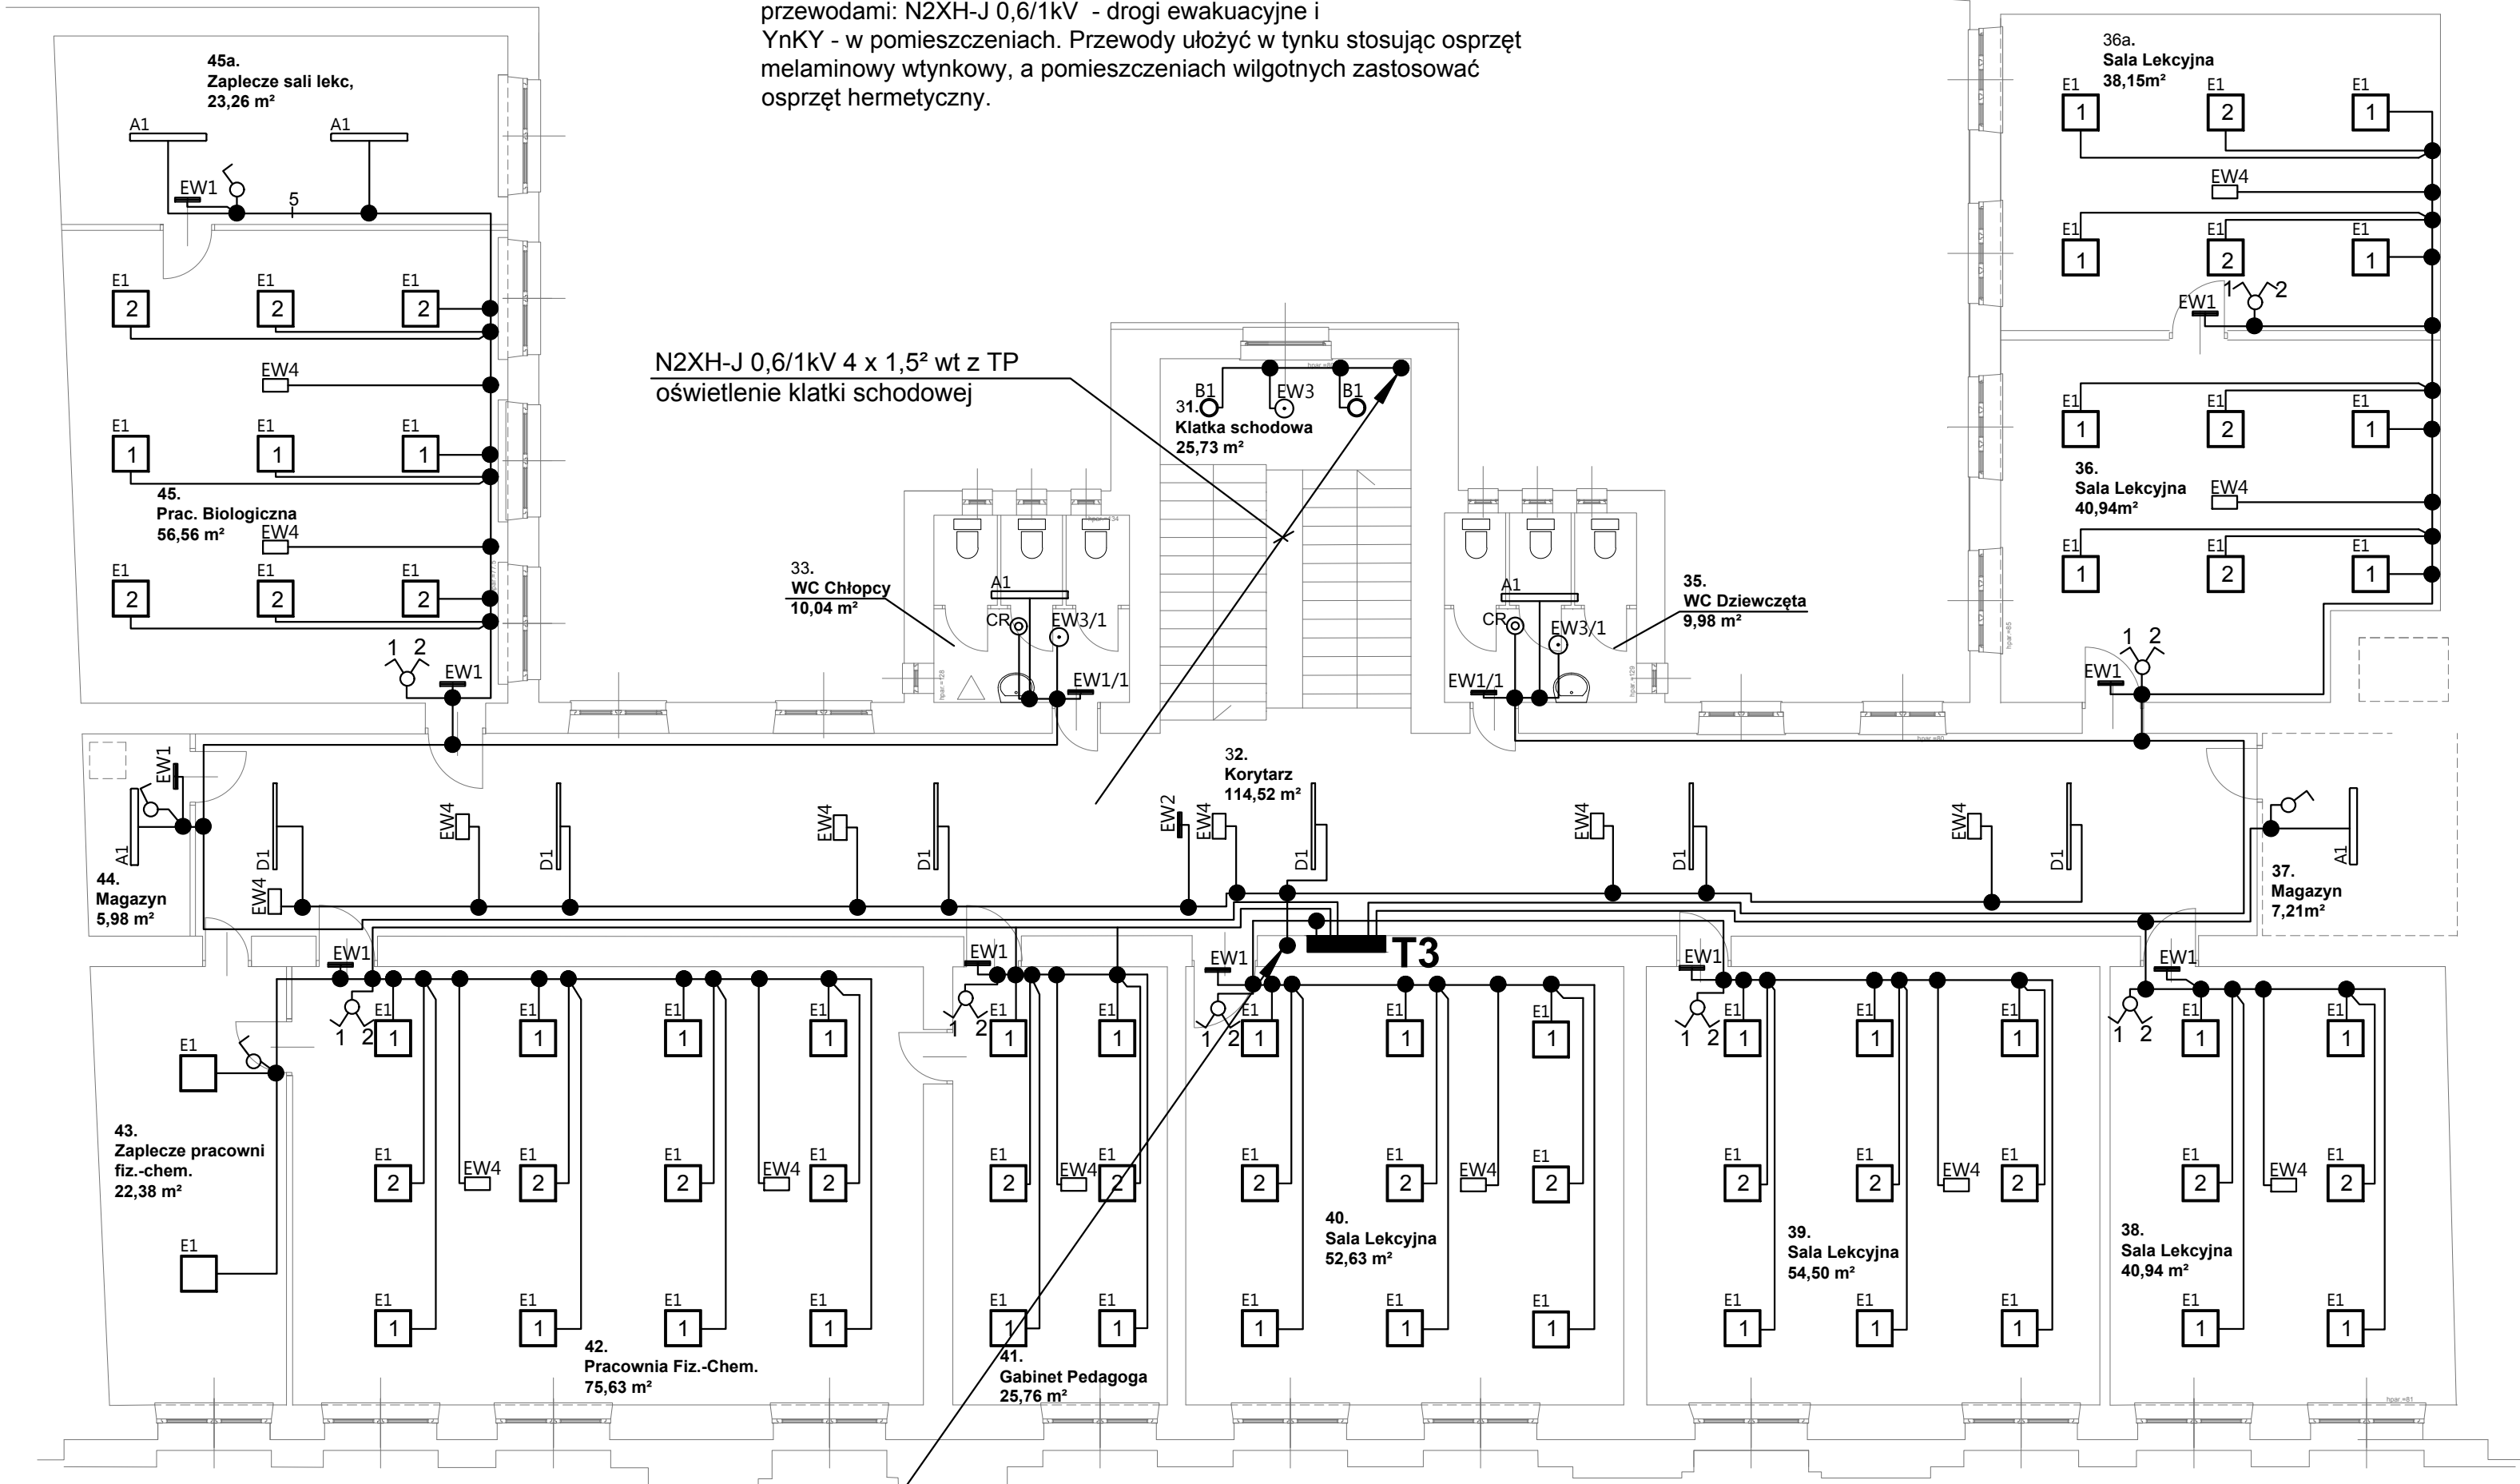 przewodami: N2XH-J 0,6/1kV - drogi ewakuacyjne i
YnKY - w pomieszczeniach. Przewody ułożyć w tynku stosując osprzęt
melaminowy wtynkowy, a pomieszczeniach wilgotnych zastosować
osprzęt hermetyczny.
45a.
Zaplecze sali lekc,
23,26 m²
A1 A1
EW1
5
E1 E1 E1
2 2 2
EW4
E1 E1 E1
1 1 1
45.
Prac. Biologiczna
56,56 m²
EW4
E1 E1 E1
2 2 2
1 2
EW1
36a.
Sala Lekcyjna
38,15m²
E1 E1 E1
1 2 1
EW4
E1 E1 E1
1 2 1
EW1
1 2
E1 E1 E1
1 2 1
36.
Sala Lekcyjna
40,94m²
EW4
E1 E1 E1
1 2 1
1 2
EW1
hpar.=85
N2XH-J 0,6/1kV 4 x 1,5² wt z TP
oświetlenie klatki schodowej
B1 EW3 B1
31.
Klatka schodowa
25,73 m²
33.
WC Chłopcy
10,04 m²
A1
CR
EW3/1
EW1/1
hpar.=128
A1
CR
EW3/1
EW1/1
hpar.=129
35.
WC Dziewczęta
9,98 m²
hpar.=80
32.
Korytarz
114,52 m²
EW1
A1
44.
Magazyn
5,98 m²
D1 EW4 EW4 D1 EW4 D1 EW2 EW4 D1 EW4 D1 EW4 D1
A1
37.
Magazyn
7,21m²
T3
EW1 EW1 EW1 EW1 EW1
1 2 1 2 1 2 1 2 1 2
E1 E1 E1 E1 E1 E1 E1 E1 E1 E1 E1 E1 E1 E1
1 1 1 1 1 1 1 1 1 1 1 1 1 1
E1
43.
Zaplecze pracowni
fiz.-chem.
22,38 m²
E1
E1 E1 E1 E1 E1 E1 E1 E1 E1 E1 E1 E1 E1 E1
2 2 2 2 2 2 2 2 2 2 2 2 2 2
EW4 EW4 EW4 EW4 EW4 EW4
40.
Sala Lekcyjna
52,63 m²
39.
Sala Lekcyjna
54,50 m²
38.
Sala Lekcyjna
40,94 m²
E1 E1 E1 E1 E1 E1 E1 E1 E1 E1 E1 E1 E1 E1
1 1 1 1 1 1 1 1 1 1 1 1 1 1
42.
Pracownia Fiz.-Chem.
75,63 m²
41.
Gabinet Pedagoga
25,76 m²
hpar.=81